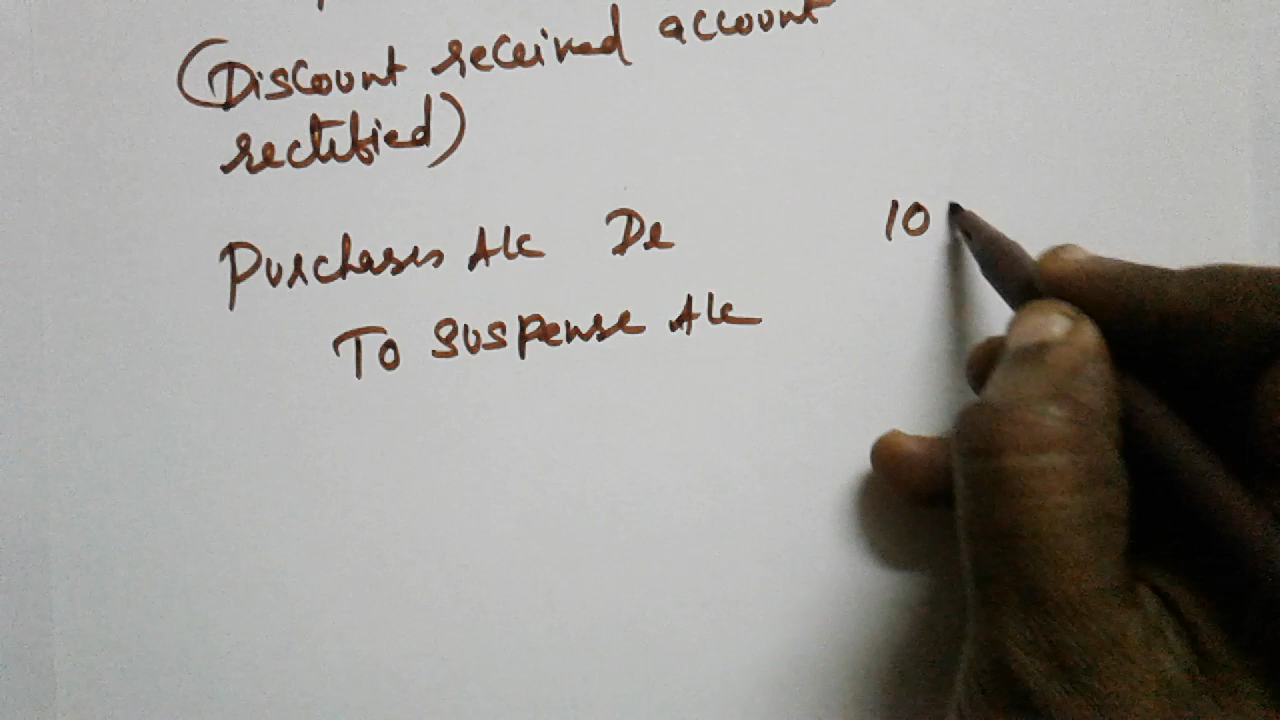 (Discount received account
rectified)
Purchases A/c Dr 10
To suspense A/c